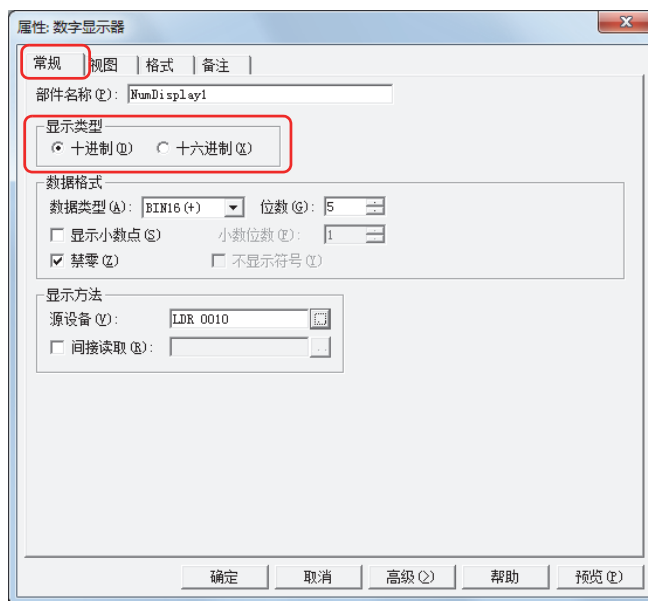 属性: 数字显示器
常规 视图 格式 备注
部件名称(P): NumDisplay1
显示类型
十进制(D) 十六进制(X)
数据格式
数据类型(A): BIN16(+) 位数(G): 5
显示小数点(S) 小数位数(F): 1
禁零(Z) 不显示符号(Y)
显示方法
源设备(V): LDR 0010
间接读取(R):
确定 取消 高级(>) 帮助 预览(P)